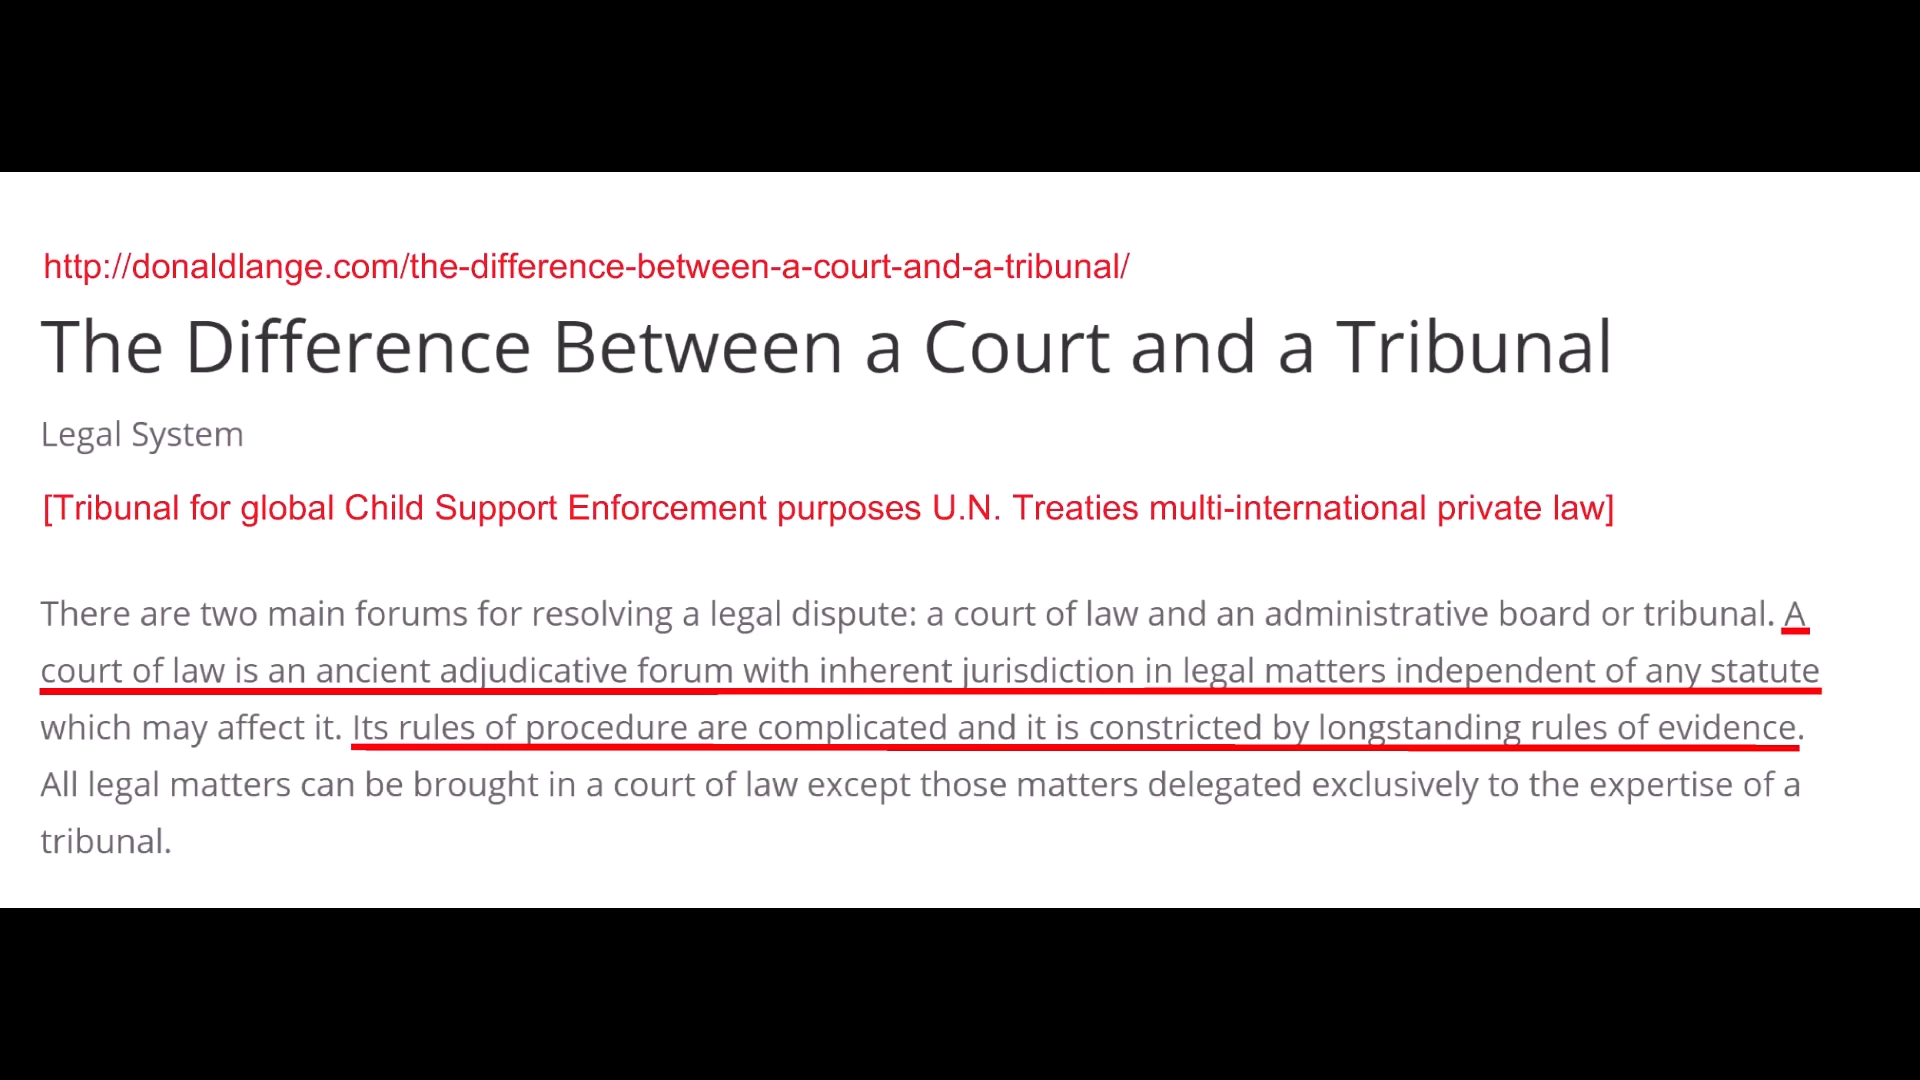 http://donaldlange.com/the-difference-between-a-court-and-a-tribunal/
The Difference Between a Court and a Tribunal
Legal System
[Tribunal for global Child Support Enforcement purposes U.N. Treaties multi-international private law]
There are two main forums for resolving a legal dispute: a court of law and an administrative board or tribunal. A
court of law is an ancient adjudicative forum with inherent jurisdiction in legal matters independent of any statute
which may affect it. Its rules of procedure are complicated and it is constricted by longstanding rules of evidence.
All legal matters can be brought in a court of law except those matters delegated exclusively to the expertise of a
tribunal.